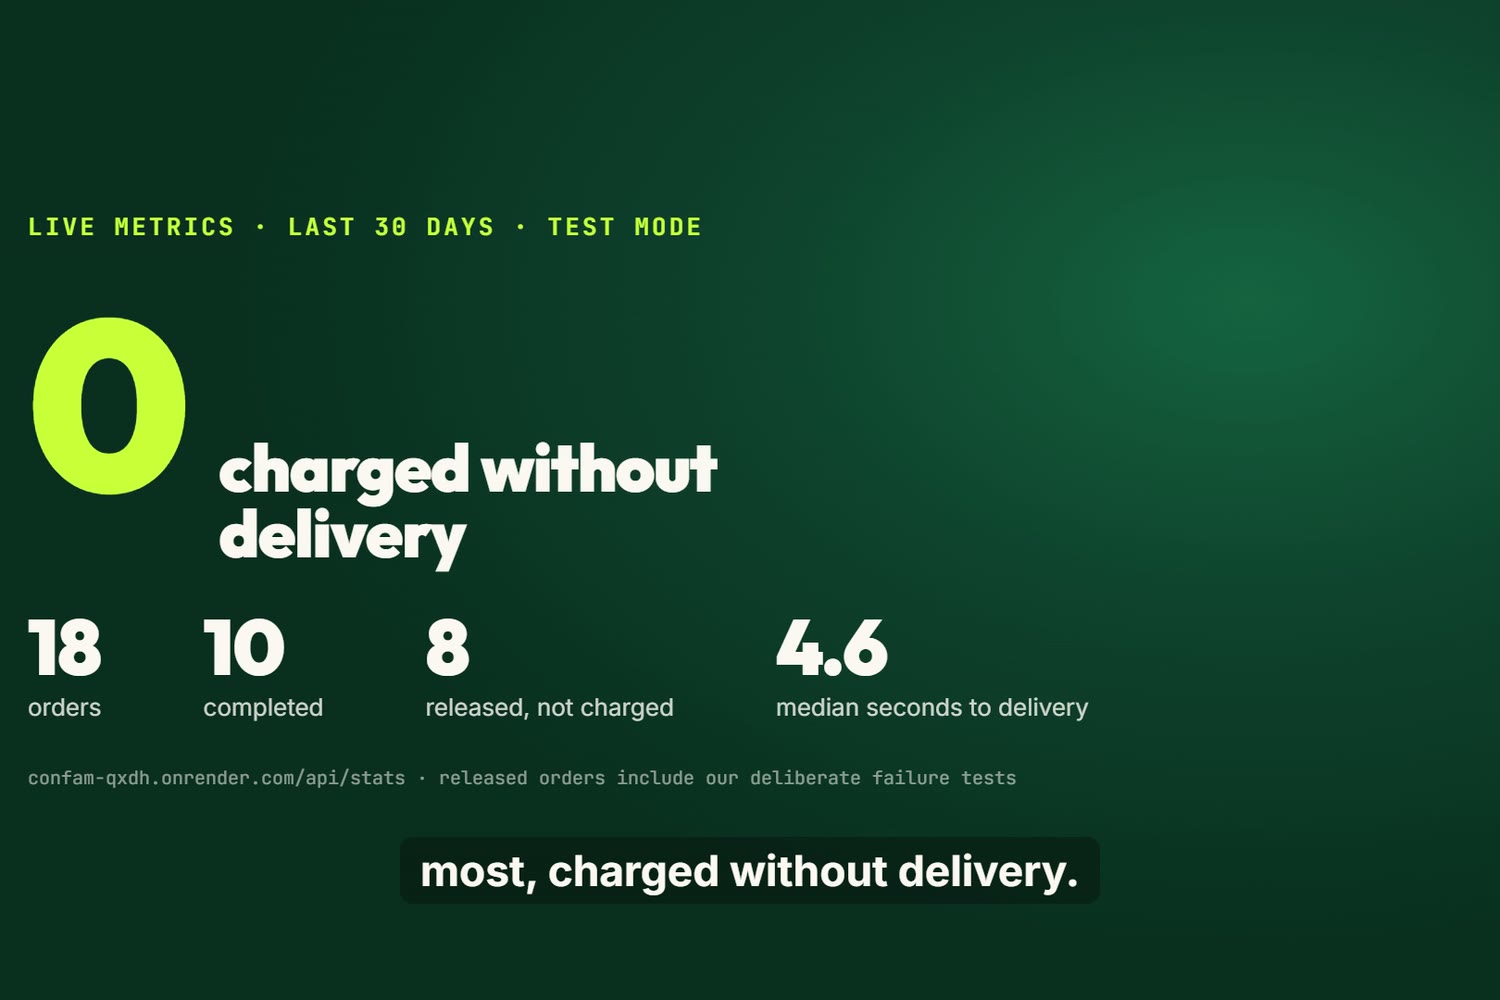 LIVE METRICS · LAST 30 DAYS · TEST MODE
0
charged without
delivery
18
orders
10
completed
8
released, not charged
4.6
median seconds to delivery
confam-qxdh.onrender.com/api/stats · released orders include our deliberate failure tests
most, charged without delivery.